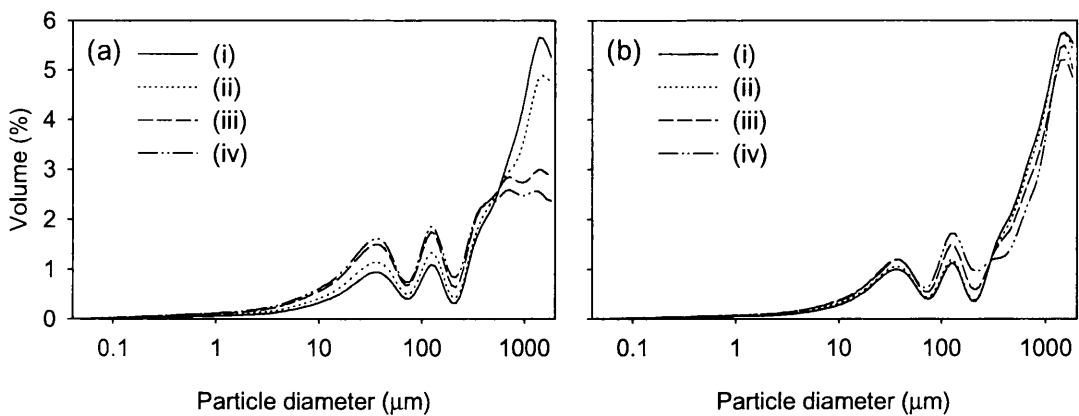 (a)
(i)
(ii)
(iii)
(iv)
Volume (%)
6
5
4
3
2
1
0
0.1 1 10 100 1000
Particle diameter (μm)
(b)
(i)
(ii)
(iii)
(iv)
0.1 1 10 100 1000
Particle diameter (μm)